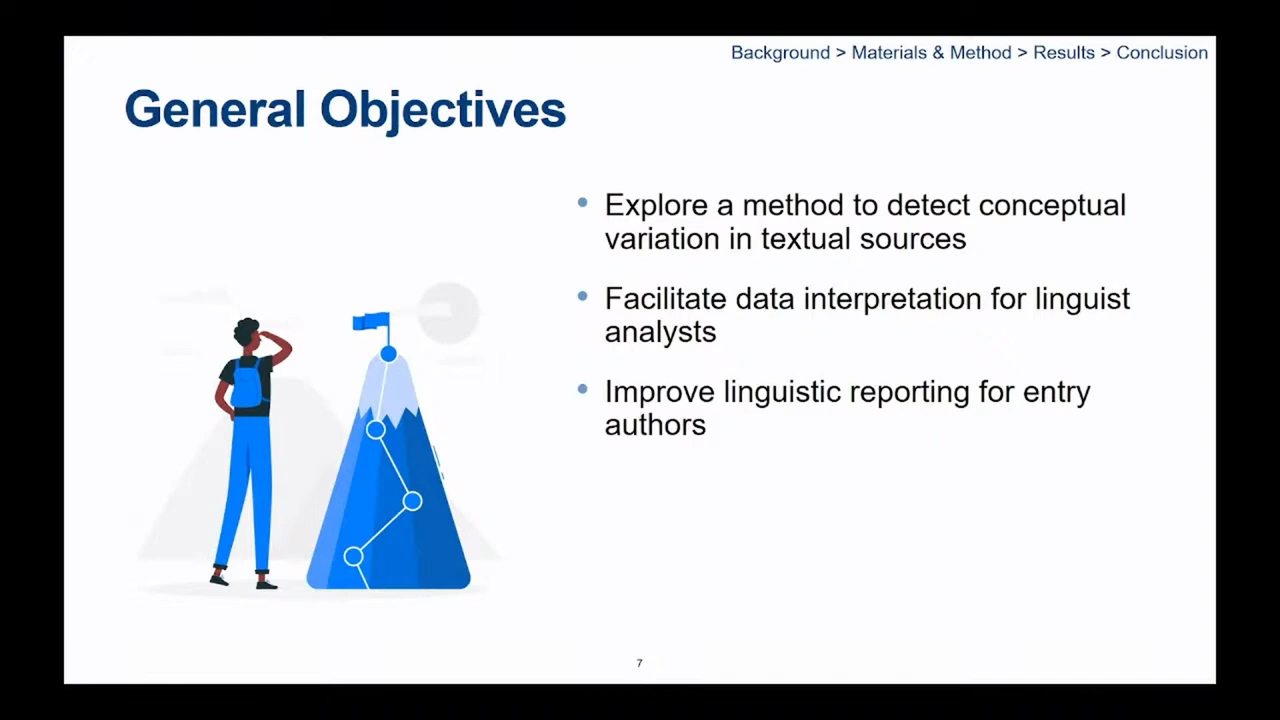 Background > Materials & Method > Results > Conclusion
General Objectives
• Explore a method to detect conceptual
variation in textual sources
• Facilitate data interpretation for linguist
analysts
• Improve linguistic reporting for entry
authors
7